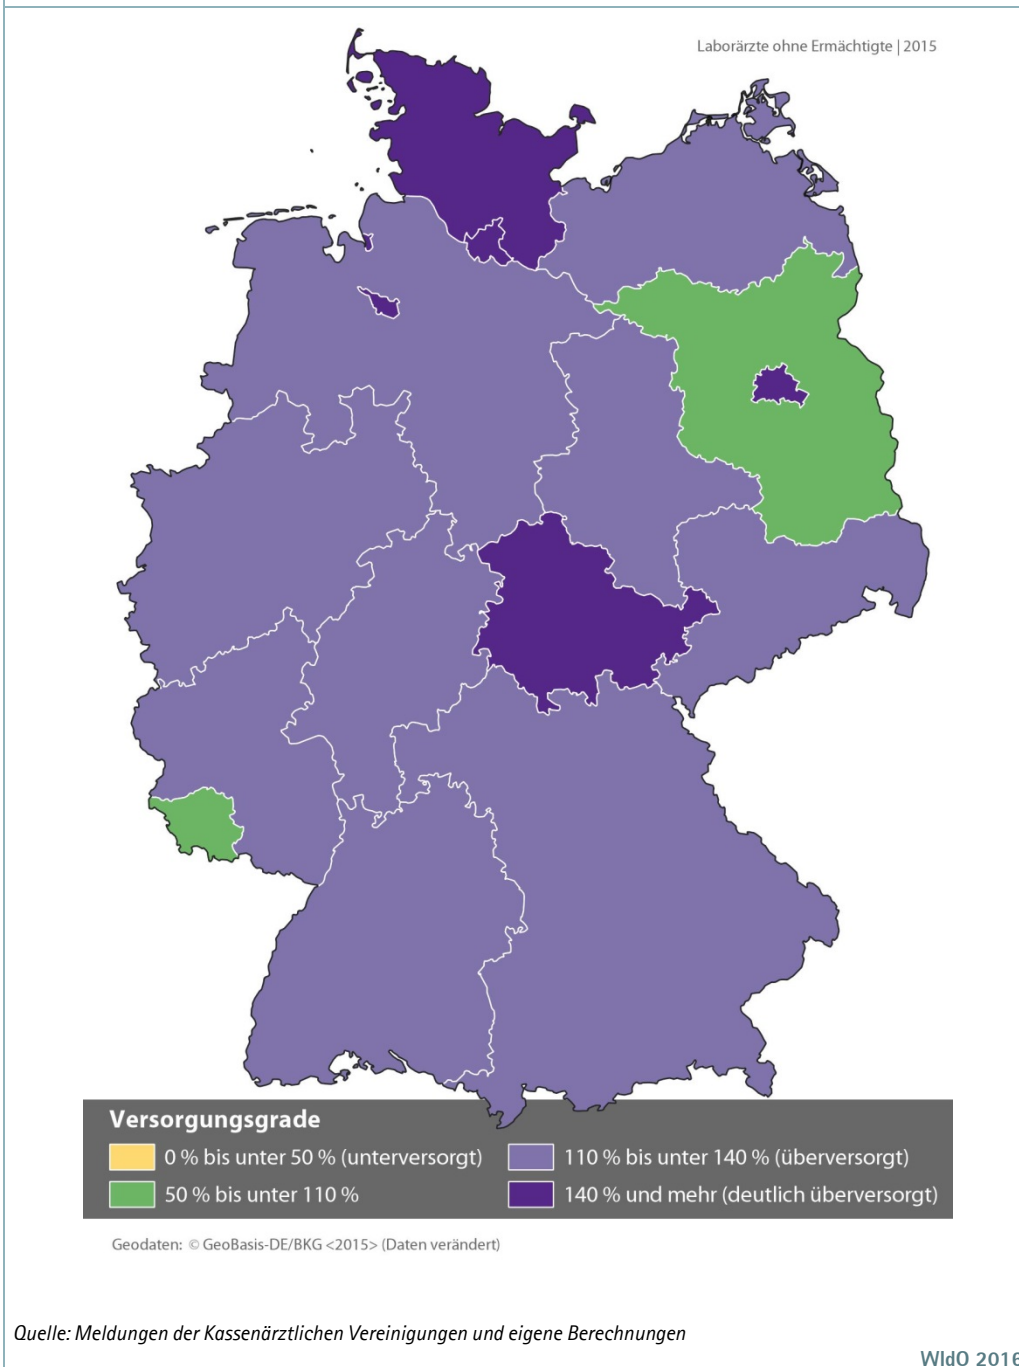 Laborärzte ohne Ermächtigte | 2015
Versorgungsgrade
0 % bis unter 50 % (unterversorgt)
110 % bis unter 140 % (überversorgt)
50 % bis unter 110 %
140 % und mehr (deutlich überversorgt)
Geodaten: © GeoBasis-DE/BKG <2015> (Daten verändert)
Quelle: Meldungen der Kassenärztlichen Vereinigungen und eigene Berechnungen
WIdO 2016